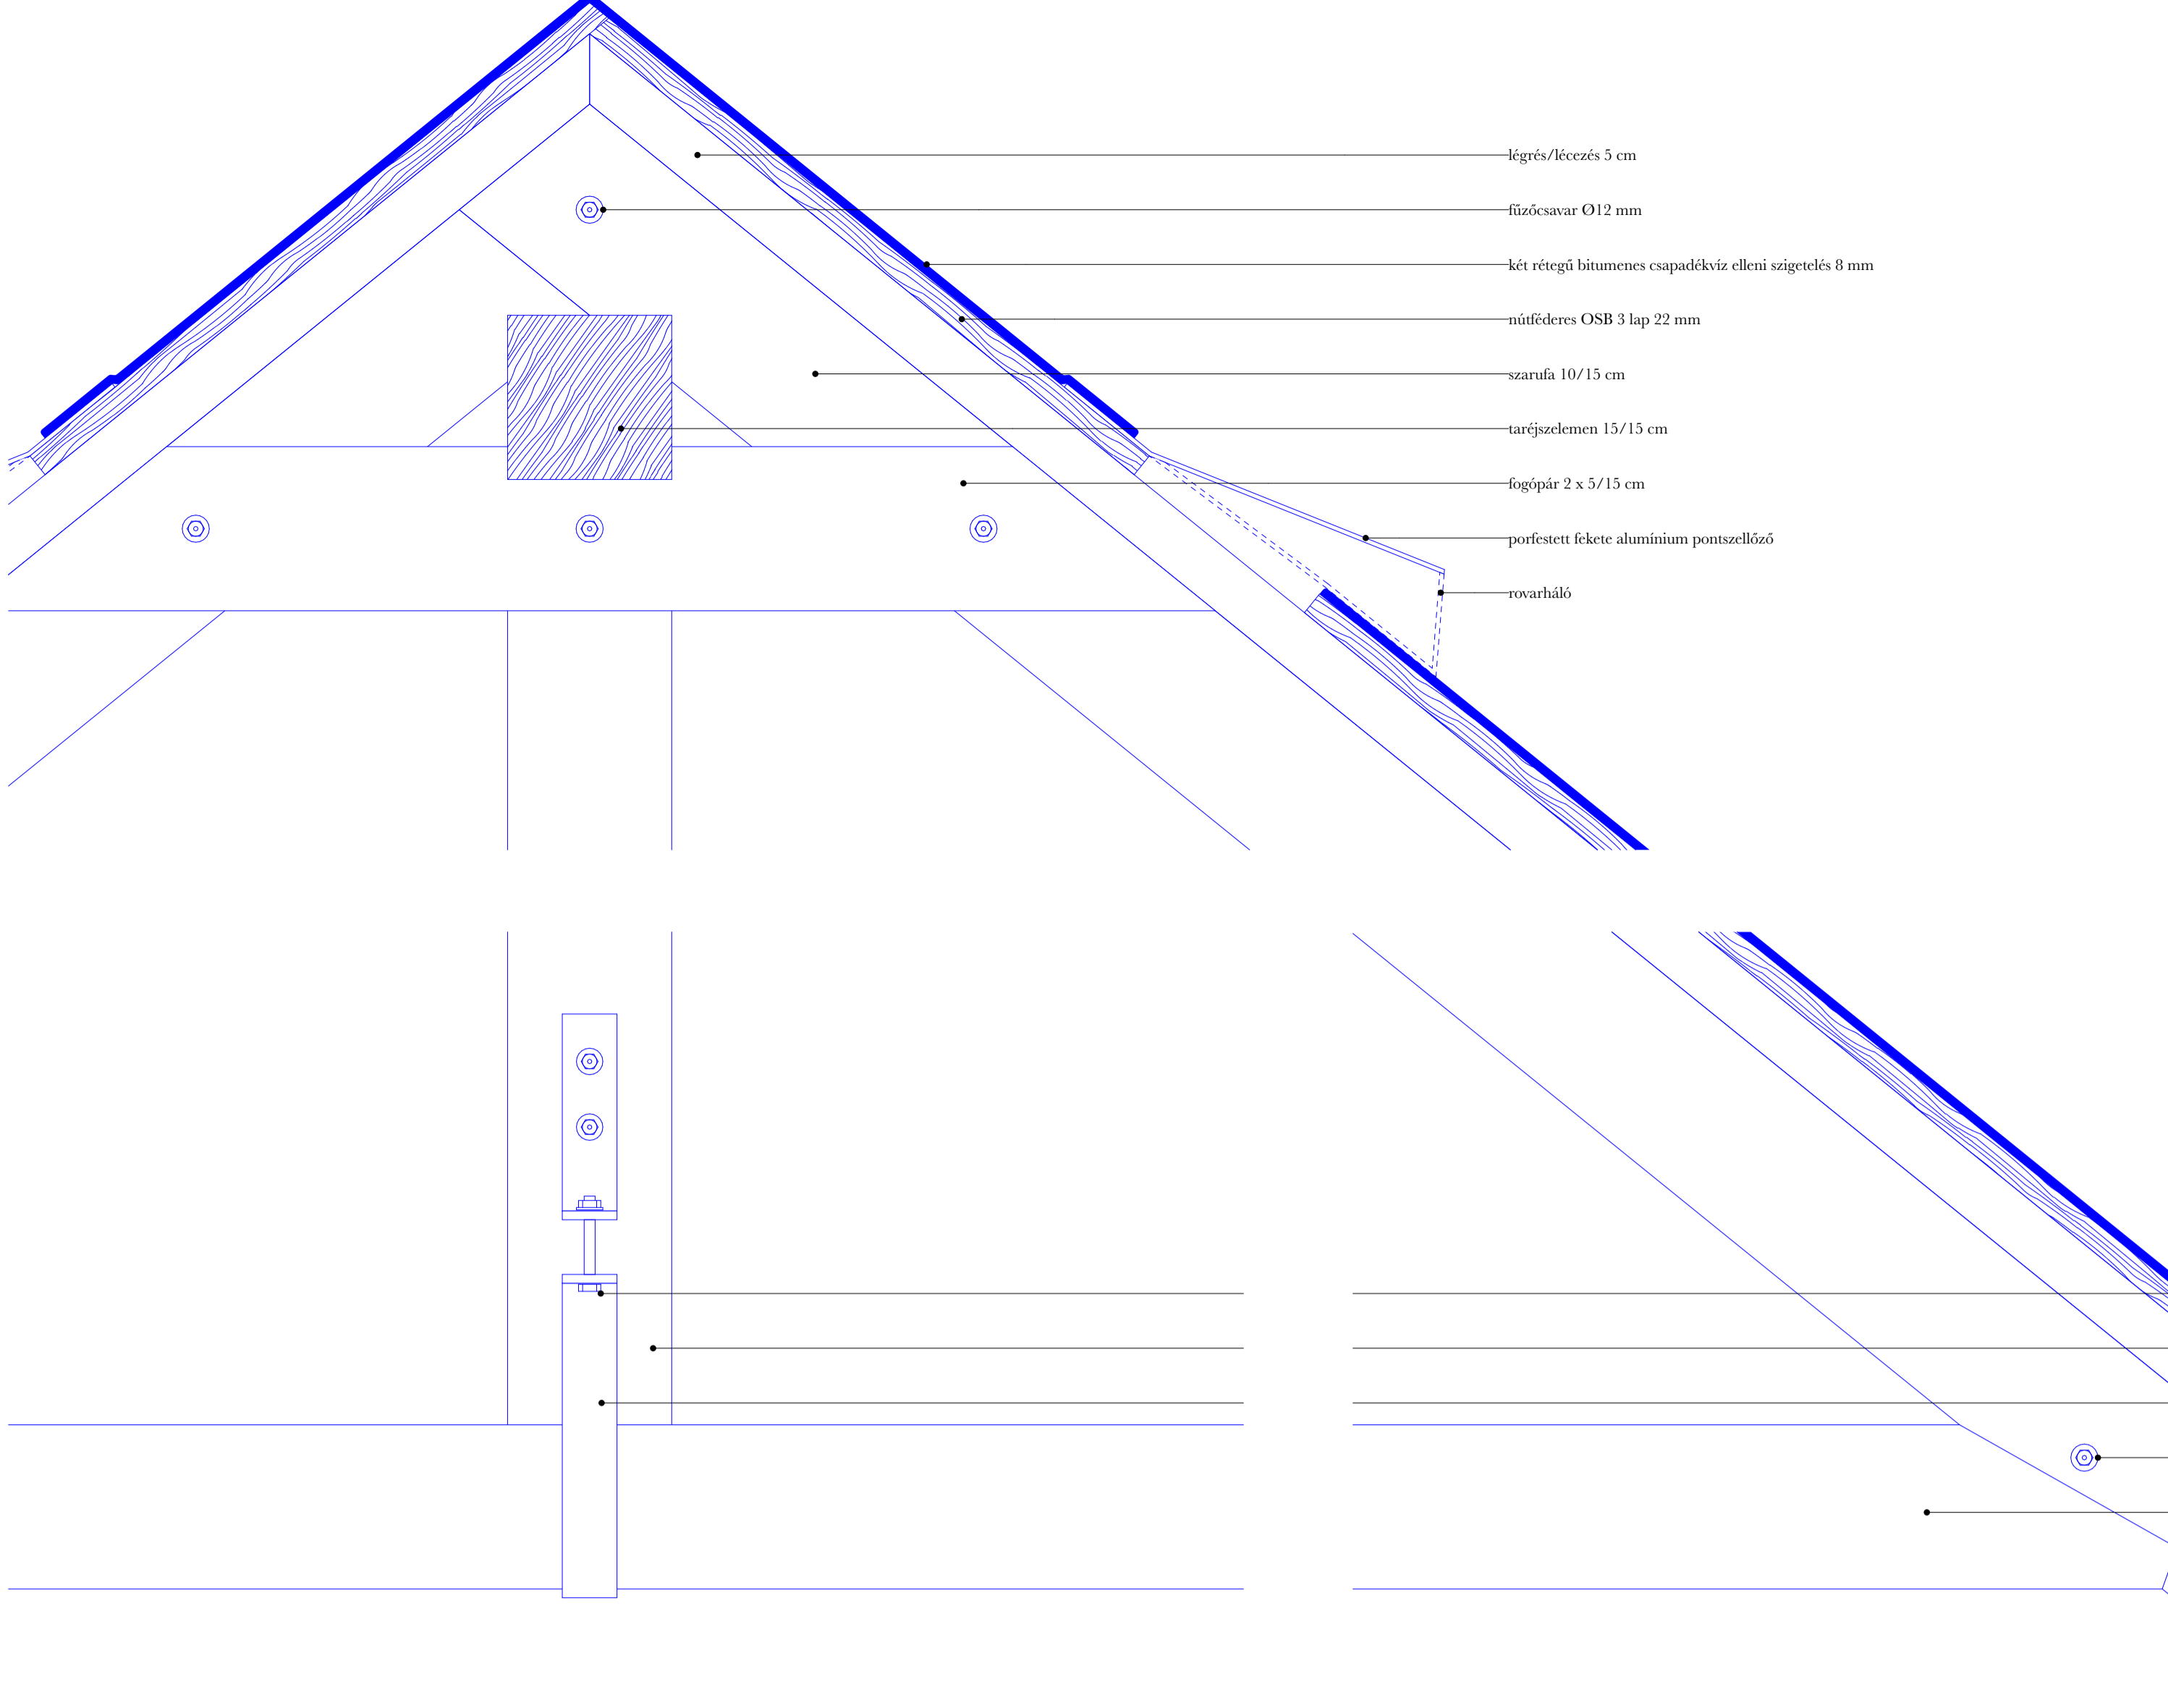 légrés/lécezés 5 cm
fűzőcsavar Ø12 mm
két rétegű bitumenes csapadékvíz elleni szigetelés 8 mm
nútféderes OSB 3 lap 22 mm
szarufa 10/15 cm
taréjszelemen 15/15 cm
fogópár 2 x 5/15 cm
porfestett fekete alumínium pontszellőző
rovarháló